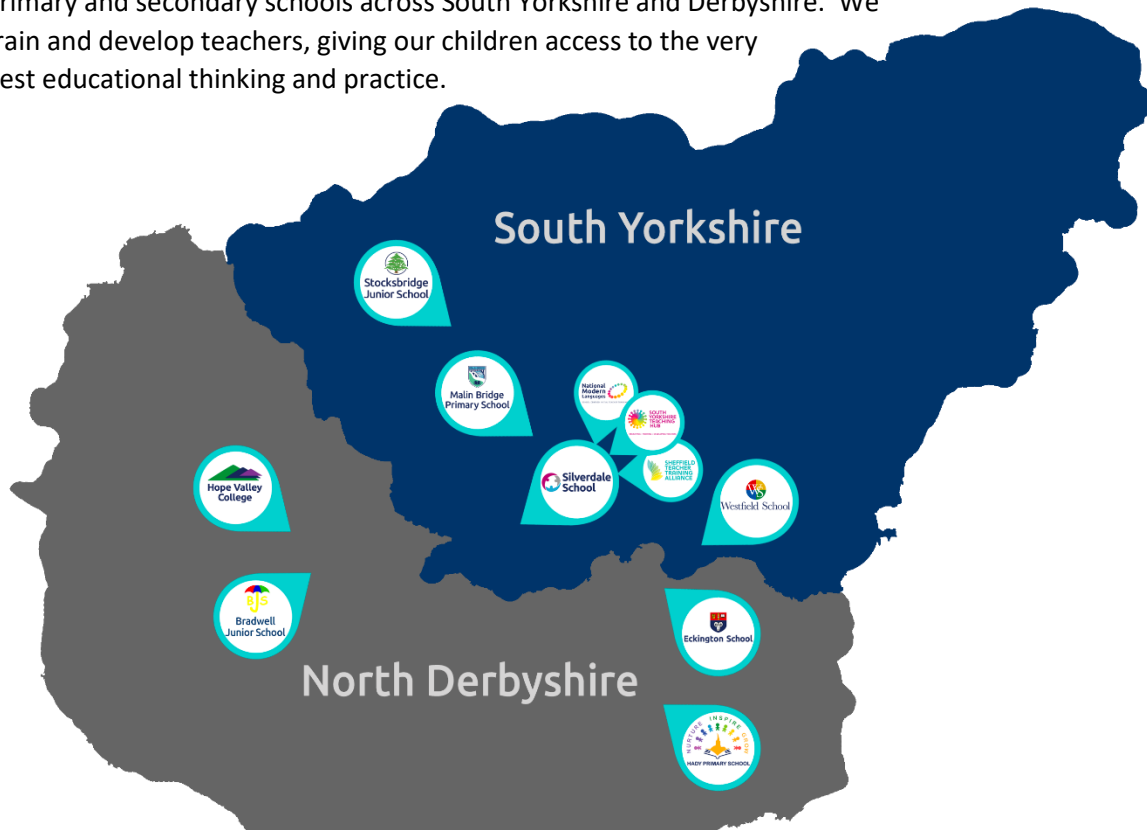 rimary and secondary schools across South Yorkshire and Derbyshire. We
rain and develop teachers, giving our children access to the very
est educational thinking and practice.
South Yorkshire
Stocksbridge
Junior School
Malin Bridge
Primary School
National
Modern
Languages
SOUTH
YORKSHIRE
TEACHING
HUB
Silverdale
School
SHEFFIELD
TEACHER
TRAINING
ALLIANCE
Hope Valley
College
WS
Westfield School
BJS
Bradwell
Junior School
Eckington School
North Derbyshire
NURTURE INSPIRE GROW
HADY PRIMARY SCHOOL